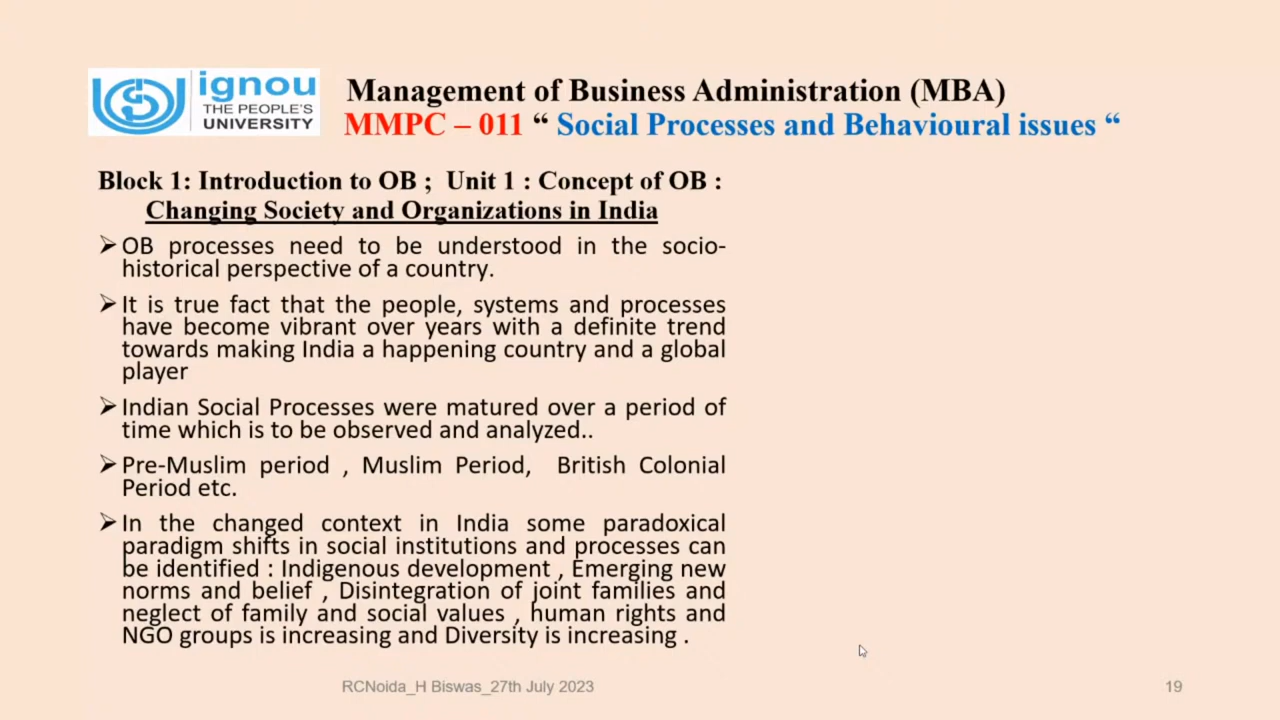 ignou
THE PEOPLE'S
UNIVERSITY
Management of Business Administration (MBA)
MMPC – 011 “ Social Processes and Behavioural issues “
Block 1: Introduction to OB ; Unit 1 : Concept of OB :
Changing Society and Organizations in India
➢ OB processes need to be understood in the socio-
historical perspective of a country.
➢ It is true fact that the people, systems and processes
have become vibrant over years with a definite trend
towards making India a happening country and a global
player
➢ Indian Social Processes were matured over a period of
time which is to be observed and analyzed..
➢ Pre-Muslim period , Muslim Period, British Colonial
Period etc.
➢ In the changed context in India some paradoxical
paradigm shifts in social institutions and processes can
be identified : Indigenous development , Emerging new
norms and belief , Disintegration of joint families and
neglect of family and social values , human rights and
NGO groups is increasing and Diversity is increasing .
RCNoida_H Biswas_27th July 2023
19